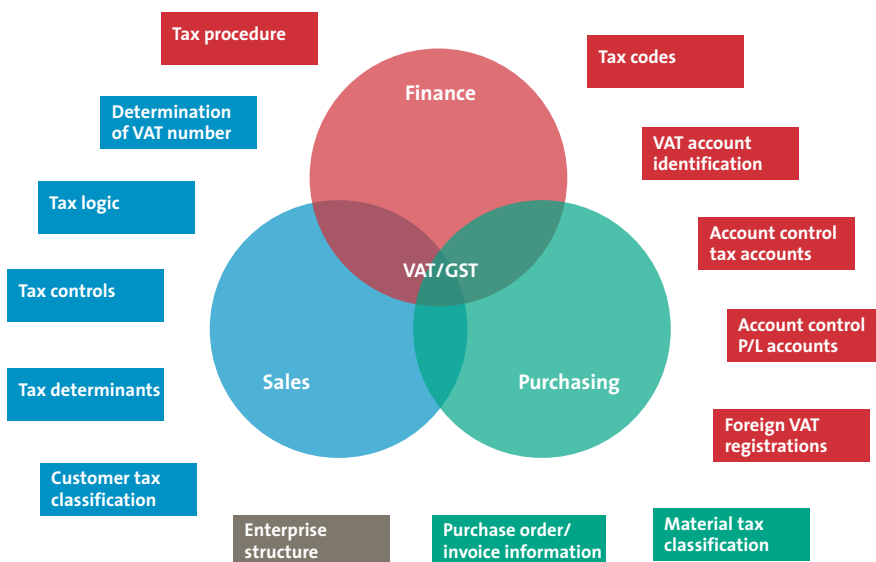 Tax procedure
Tax codes
Finance
Determination
of VAT number
VAT account
identification
Tax logic
Account control
tax accounts
VAT/GST
Tax controls
Account control
P/L accounts
Sales
Purchasing
Tax determinants
Foreign VAT
registrations
Customer tax
classification
Enterprise
structure
Purchase order/
invoice information
Material tax
classification